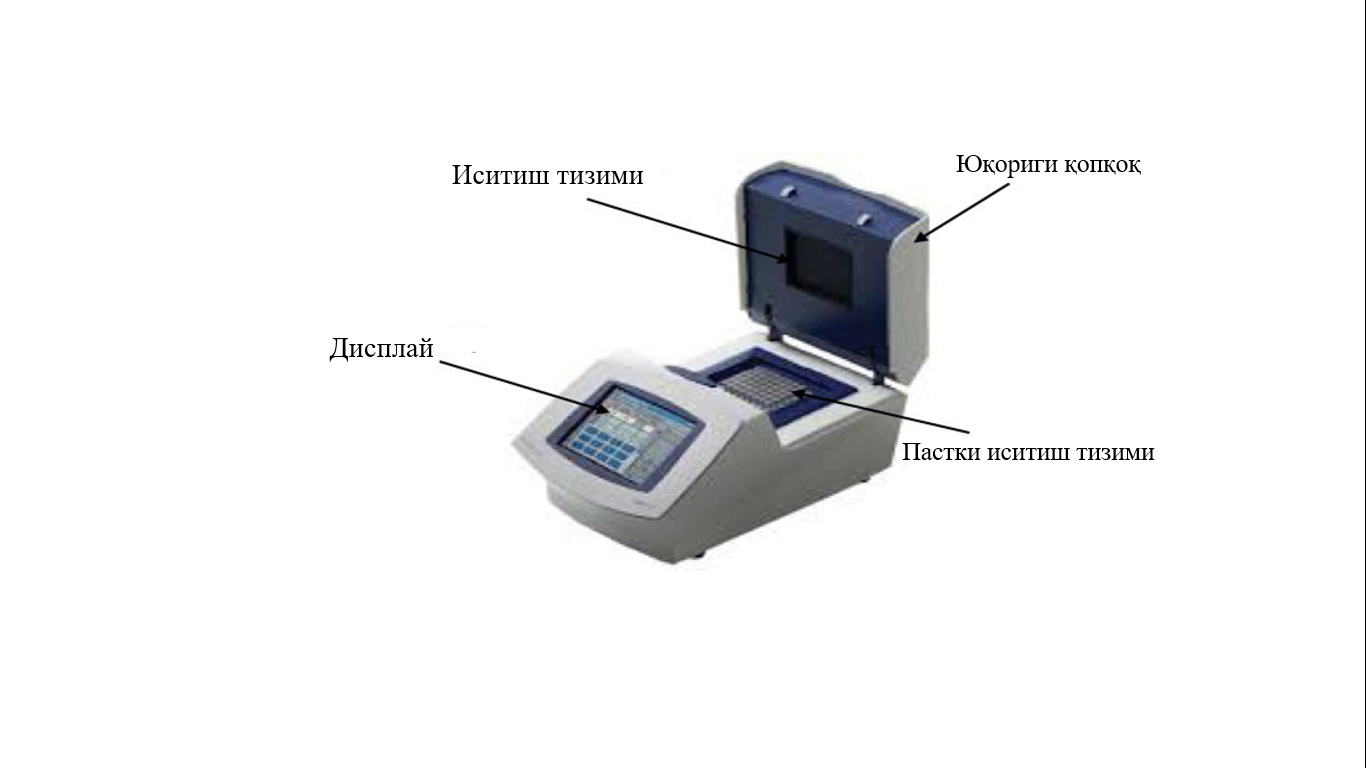 Юқориги қопқоқ
Иситиш тизими
Дисплай
Пастки иситиш тизими